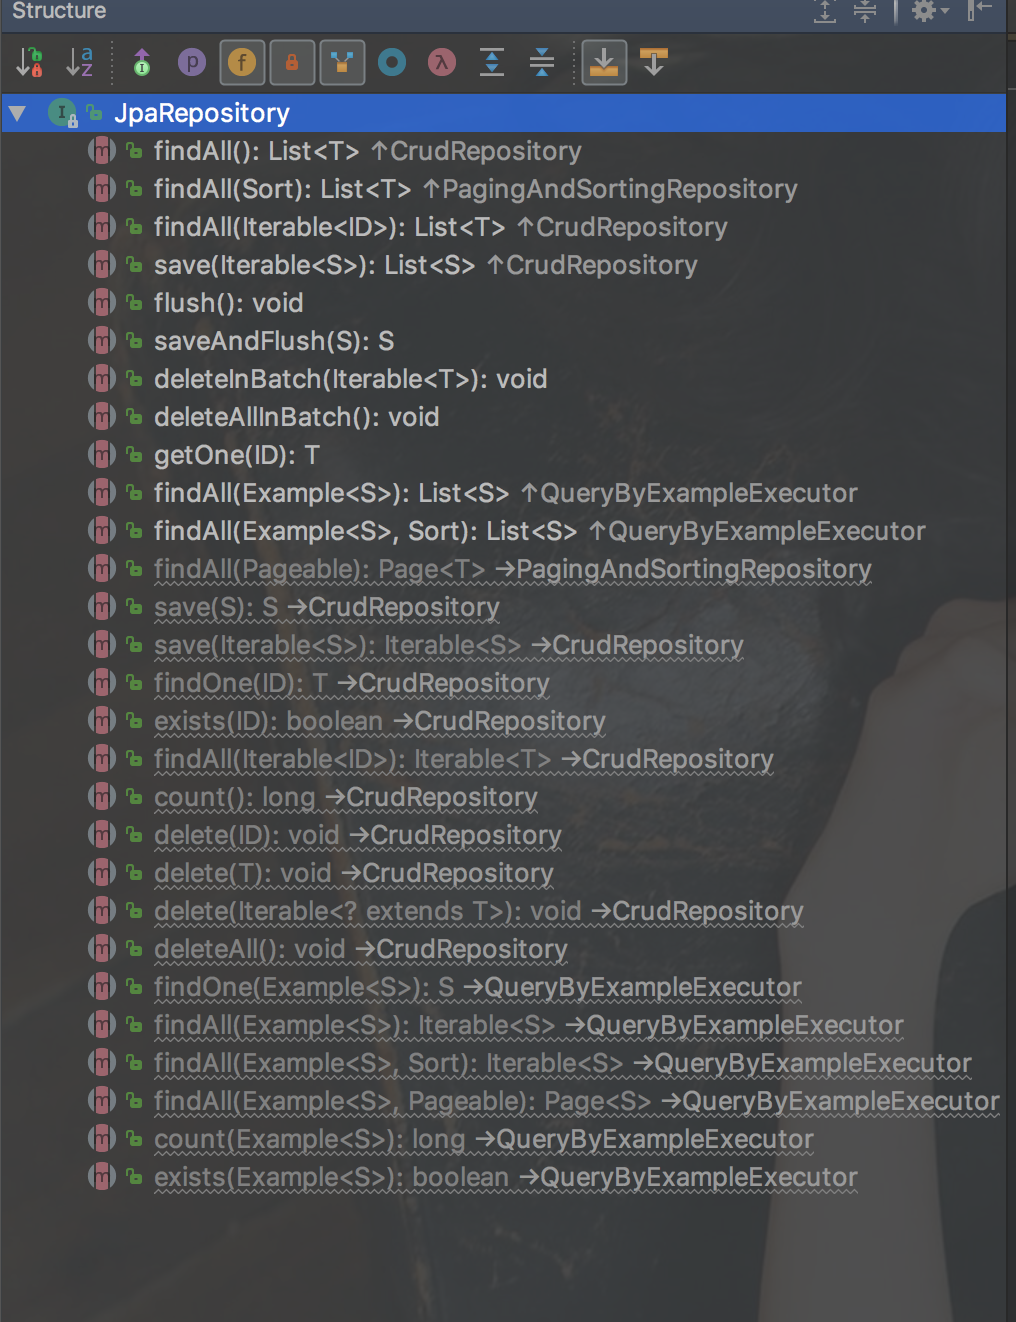 Structure
a
z
I p f λ
I JpaRepository
m findAll(): List<T> ↑CrudRepository
m findAll(Sort): List<T> ↑PagingAndSortingRepository
m findAll(Iterable<ID>): List<T> ↑CrudRepository
m save(Iterable<S>): List<S> ↑CrudRepository
m flush(): void
m saveAndFlush(S): S
m deleteInBatch(Iterable<T>): void
m deleteAllInBatch(): void
m getOne(ID): T
m findAll(Example<S>): List<S> ↑QueryByExampleExecutor
m findAll(Example<S>, Sort): List<S> ↑QueryByExampleExecutor
m findAll(Pageable): Page<T> →PagingAndSortingRepository
m save(S): S →CrudRepository
m save(Iterable<S>): Iterable<S> →CrudRepository
m findOne(ID): T →CrudRepository
m exists(ID): boolean →CrudRepository
m findAll(Iterable<ID>): Iterable<T> →CrudRepository
m count(): long →CrudRepository
m delete(ID): void →CrudRepository
m delete(T): void →CrudRepository
m delete(Iterable<? extends T>): void →CrudRepository
m deleteAll(): void →CrudRepository
m findOne(Example<S>): S →QueryByExampleExecutor
m findAll(Example<S>): Iterable<S> →QueryByExampleExecutor
m findAll(Example<S>, Sort): Iterable<S> →QueryByExampleExecutor
m findAll(Example<S>, Pageable): Page<S> →QueryByExampleExecutor
m count(Example<S>): long →QueryByExampleExecutor
m exists(Example<S>): boolean →QueryByExampleExecutor